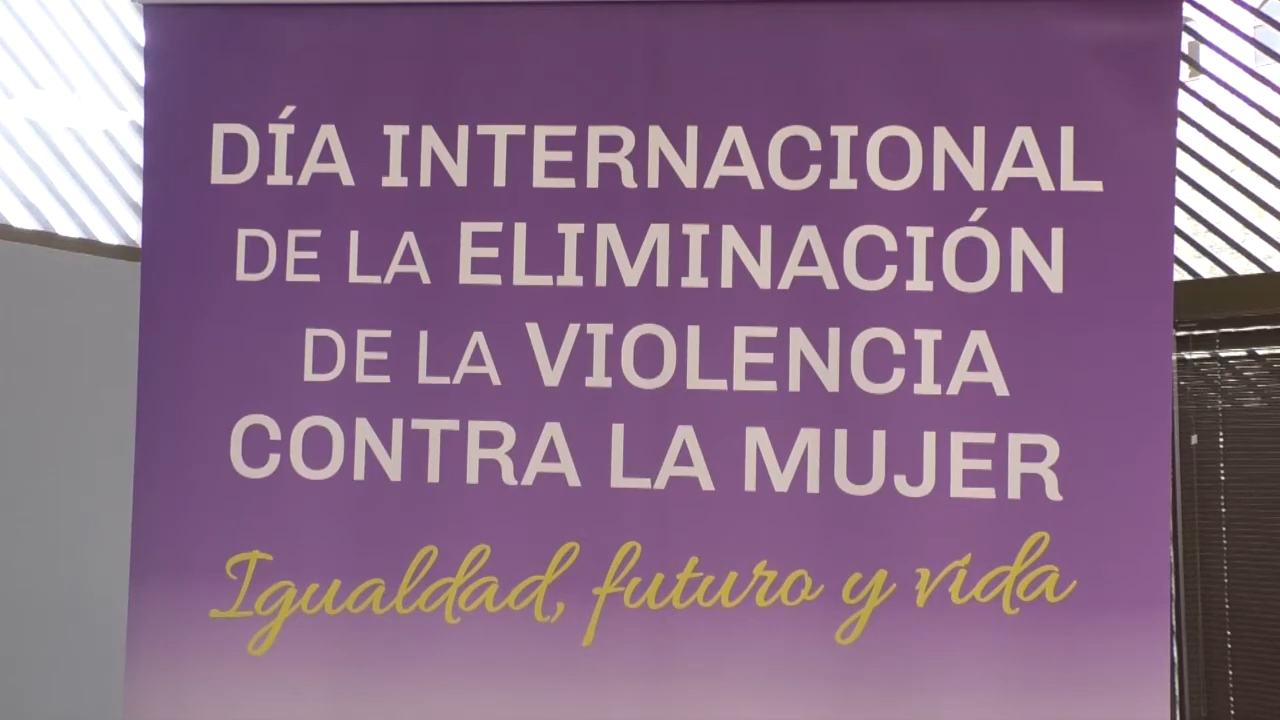 DÍA INTERNACIONAL
DE LA ELIMINACIÓN
DE LA VIOLENCIA
CONTRA LA MUJER
Igualdad, futuro y vida